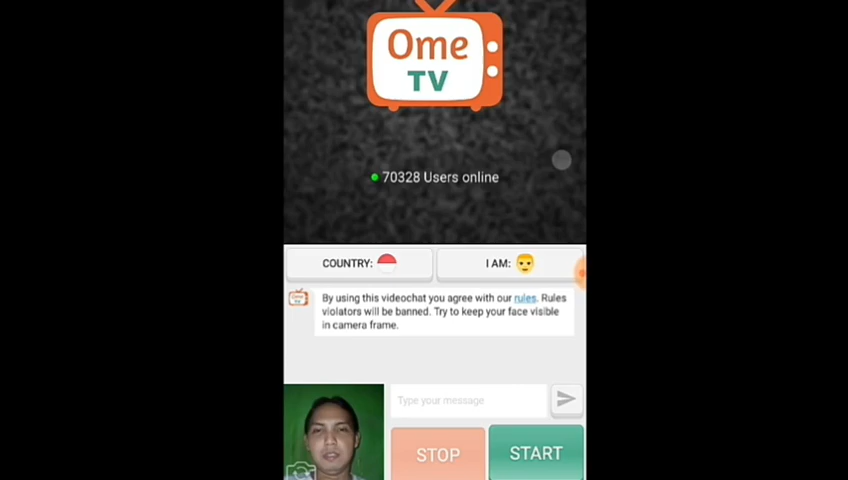 Ome
TV
70328 Users online
COUNTRY:
I AM:
By using this videochat you agree with our rules. Rules
violators will be banned. Try to keep your face visible
in camera frame.
Type your message
STOP
START